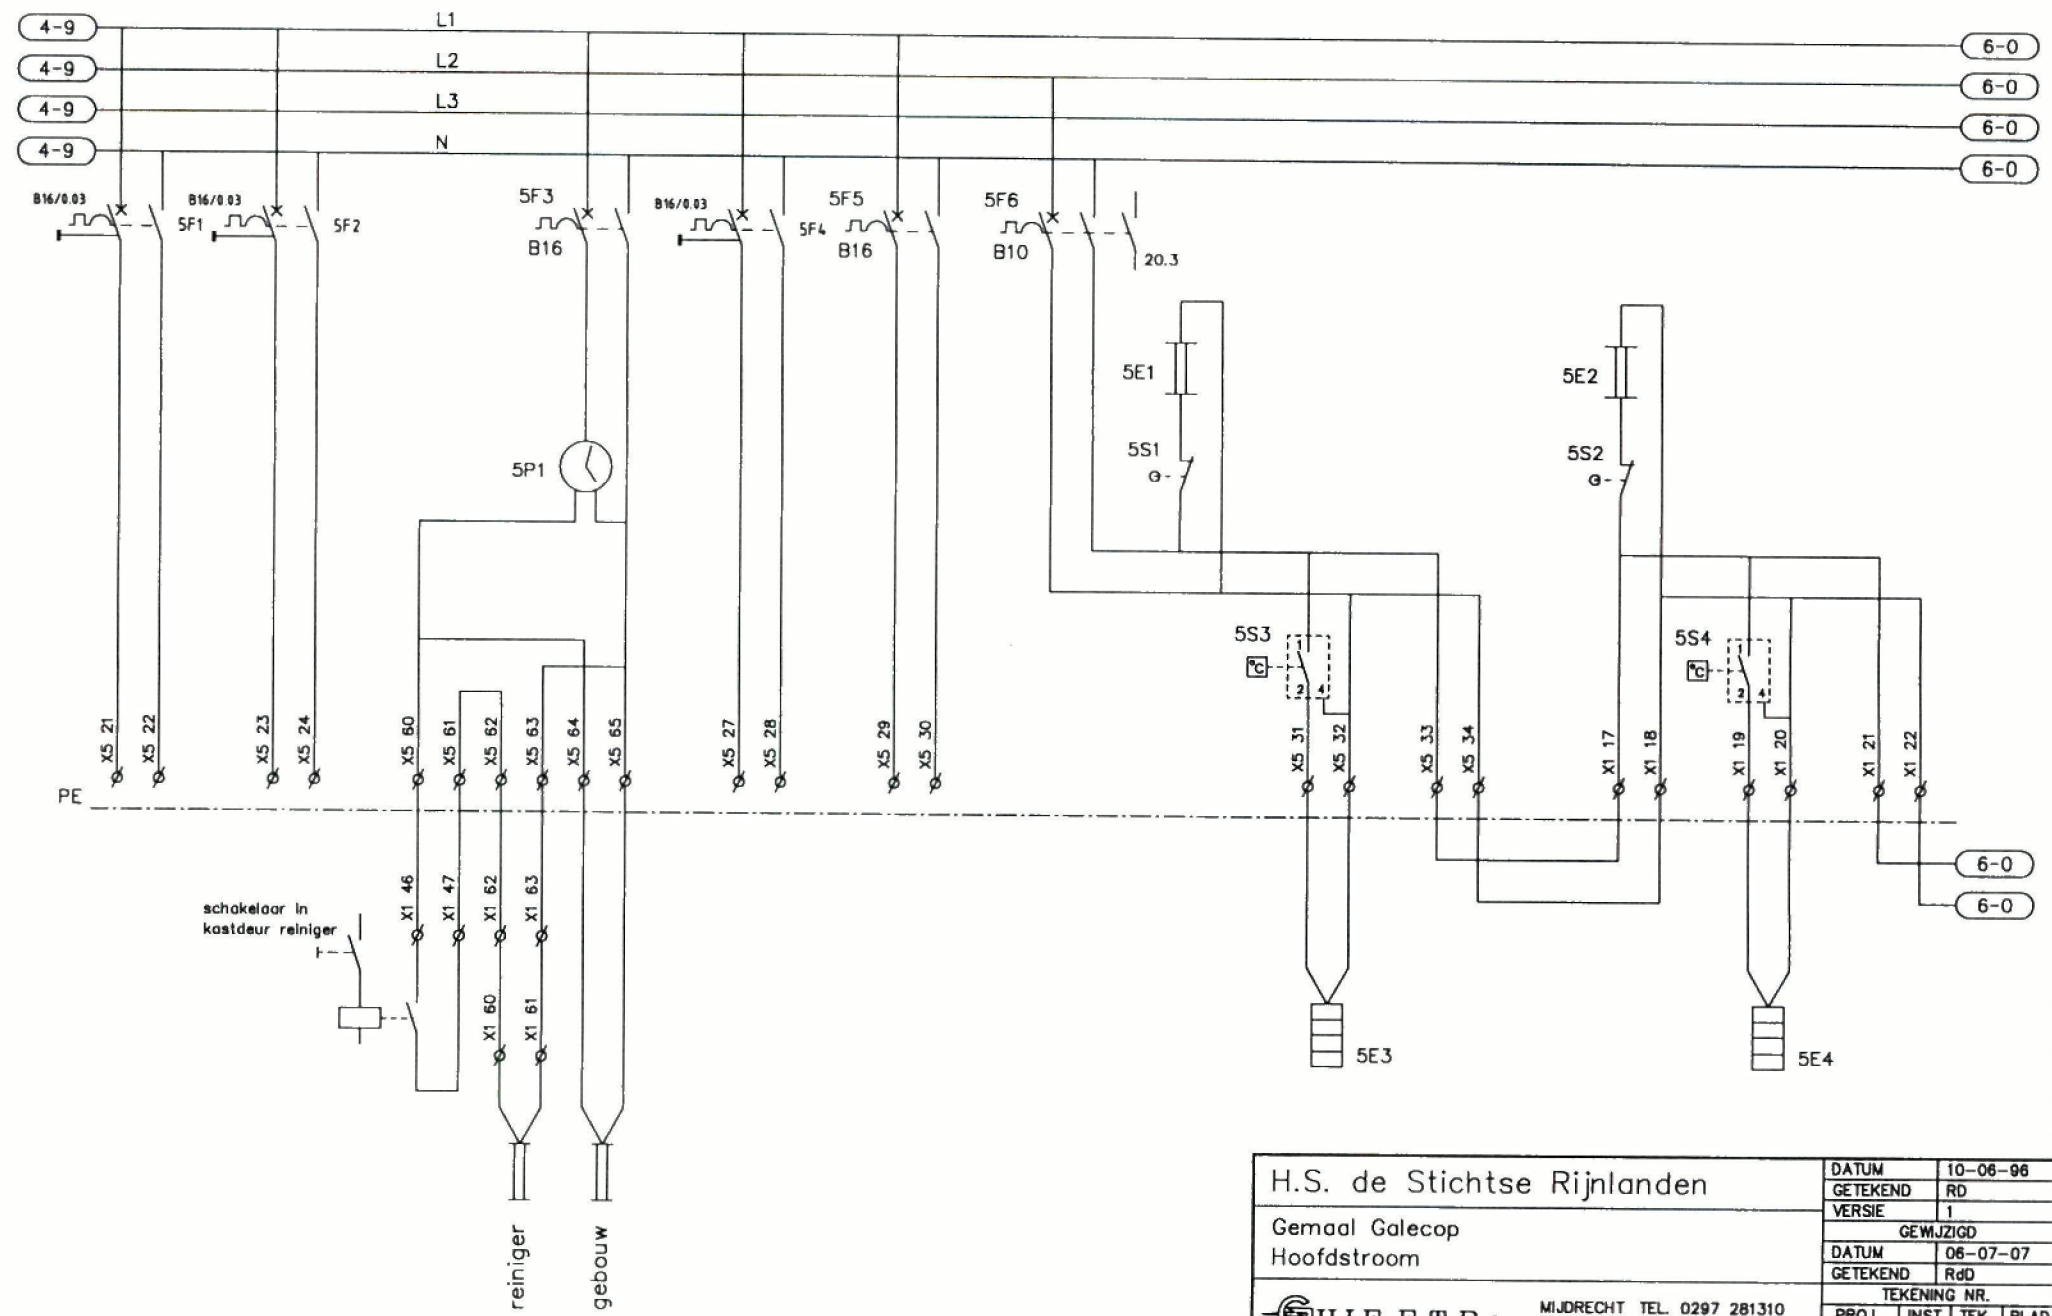 4-9
L1
6-0
4-9
L2
6-0
4-9
L3
6-0
4-9
N
6-0
B16/0.03
5F1
B16/0.03
5F2
5F3
B16
B16/0.03
5F4
5F5
B16
5F6
B10
20.3
5E1
5E2
5P1
5S1
5S2
5S3
°C
1
2 4
5S4
°C
1
2 4
X5 21
X5 22
X5 23
X5 24
X5 60
X5 61
X5 62
X5 63
X5 64
X5 65
X5 27
X5 28
X5 29
X5 30
X5 31
X5 32
X5 33
X5 34
X1 17
X1 18
X1 19
X1 20
X1 21
X1 22
PE
6-0
6-0
X1 46
X1 47
X1 62
X1 63
schakelaar in
kastdeur reiniger
X1 60
X1 61
5E3
5E4
reiniger
gebouw
H.S. de Stichtse Rijnlanden
Gemaal Galecop
Hoofdstroom
MIJDRECHT TEL. 0297 281310
DATUM 10-06-96
GETEKEND RD
VERSIE 1
GEWIJZIGD
DATUM 06-07-07
GETEKEND RdD
TEKENING NR.